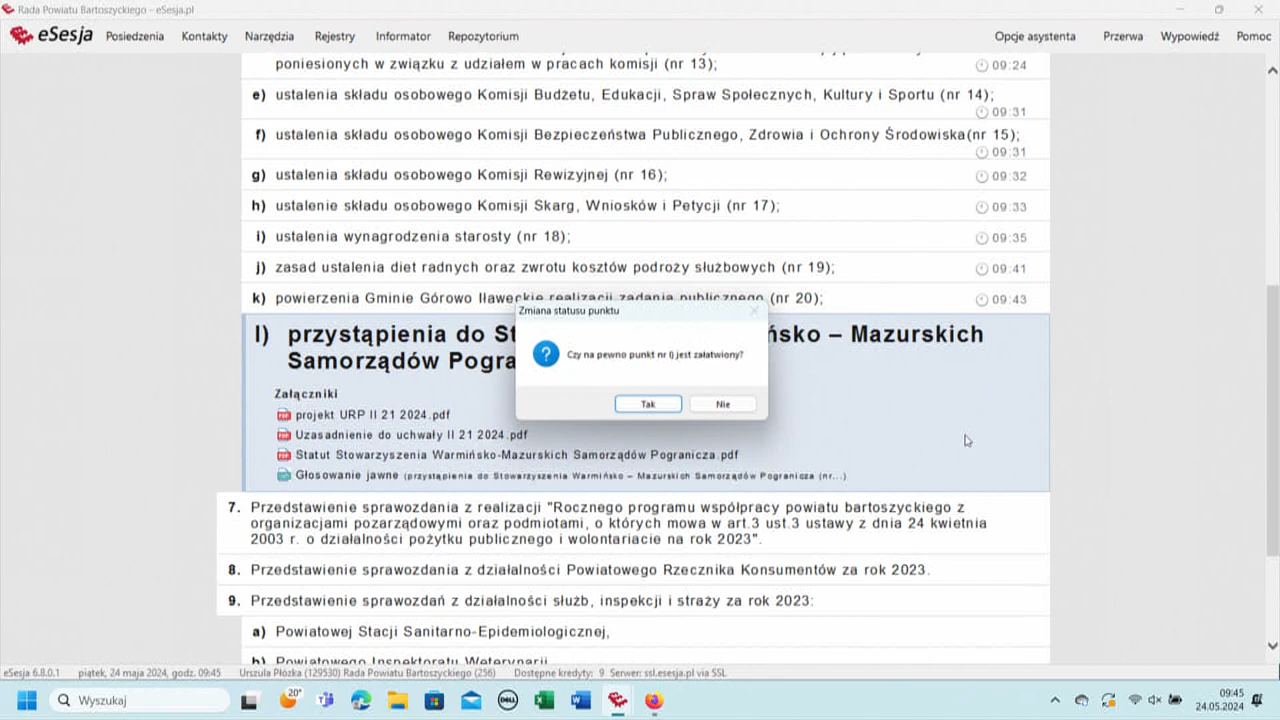 Rada Powiatu Bartoszyckiego - eSesja.pl
eSesja Posiedzenia Kontakty Narzędzia Rejestry Informator Repozytorium Opcje asystenta Przerwa Wypowiedź Pomoc
poniesionych w związku z udziałem w pracach komisji (nr 13); 09:24
e) ustalenia składu osobowego Komisji Budżetu, Edukacji, Spraw Społecznych, Kultury i Sportu (nr 14);
09:31
f) ustalenia składu osobowego Komisji Bezpieczeństwa Publicznego, Zdrowia i Ochrony Środowiska(nr 15);
09:31
g) ustalenia składu osobowego Komisji Rewizyjnej (nr 16); 09:32
h) ustalenie składu osobowego Komisji Skarg, Wniosków i Petycji (nr 17); 09:33
i) ustalenia wynagrodzenia starosty (nr 18); 09:35
j) zasad ustalenia diet radnych oraz zwrotu kosztów podroży służbowych (nr 19); 09:41
k) powierzenia Gminie Górowo Iławeckie realizacji zadania publicznego (nr 20); 09:43
Zmiana statusu punktu
l) przystąpienia do St ńsko – Mazurskich
Czy na pewno punkt nr l) jest załatwiony?
Samorządów Pogra
Załączniki
Tak Nie
projekt URP II 21 2024.pdf
Uzasadnienie do uchwały II 21 2024.pdf
Statut Stowarzyszenia Warmińsko-Mazurskich Samorządów Pogranicza.pdf
Głosowanie jawne (przystąpienia do Stowarzyszenia Warmińsko – Mazurskich Samorządów Pogranicza (nr...)
7. Przedstawienie sprawozdania z realizacji "Rocznego programu współpracy powiatu bartoszyckiego z
organizacjami pozarządowymi oraz podmiotami, o których mowa w art.3 ust.3 ustawy z dnia 24 kwietnia
2003 r. o działalności pożytku publicznego i wolontariacie na rok 2023".
8. Przedstawienie sprawozdania z działalności Powiatowego Rzecznika Konsumentów za rok 2023.
9. Przedstawienie sprawozdań z działalności służb, inspekcji i straży za rok 2023:
a) Powiatowej Stacji Sanitarno-Epidemiologicznej,
b) Powiatowego Inspektoratu Weterynarii
eSesja 6.8.0.1 piątek, 24 maja 2024, godz. 09:45 Urszula Płózka (129530) Rada Powiatu Bartoszyckiego (256) Dostępne kredyty: 9 Serwer: ssl.esesja.pl via SSL
Wyszukaj 20° DELL 09:45
24.05.2024